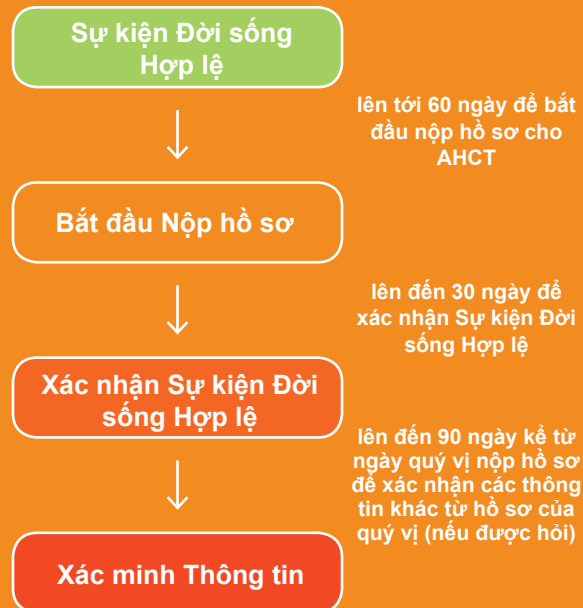 Sự kiện Đời sống
Hợp lệ
lên tới 60 ngày để bắt
đầu nộp hồ sơ cho
AHCT
Bắt đầu Nộp hồ sơ
lên đến 30 ngày để
xác nhận Sự kiện Đời
sống Hợp lệ
Xác nhận Sự kiện Đời
sống Hợp lệ
lên đến 90 ngày kể từ
ngày quý vị nộp hồ sơ
để xác nhận các thông
tin khác từ hồ sơ của
quý vị (nếu được hỏi)
Xác minh Thông tin